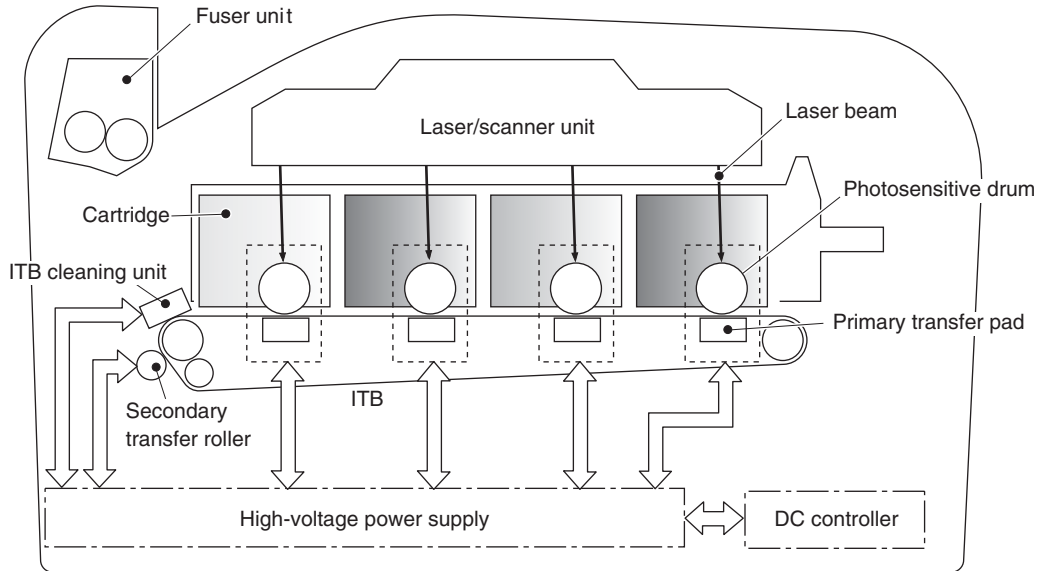 Fuser unit
Laser/scanner unit
Laser beam
Photosensitive drum
Cartridge
ITB cleaning unit
Primary transfer pad
ITB
Secondary
transfer roller
High-voltage power supply
DC controller